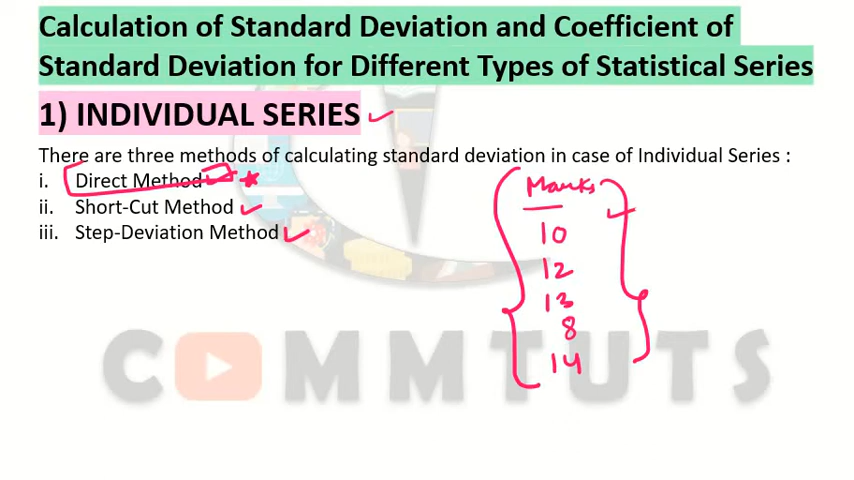 Calculation of Standard Deviation and Coefficient of
Standard Deviation for Different Types of Statistical Series
1) INDIVIDUAL SERIES
There are three methods of calculating standard deviation in case of Individual Series :
i. Direct Method
ii. Short-Cut Method
iii. Step-Deviation Method
Marks
10
12
13
8
14
COMMTUTS